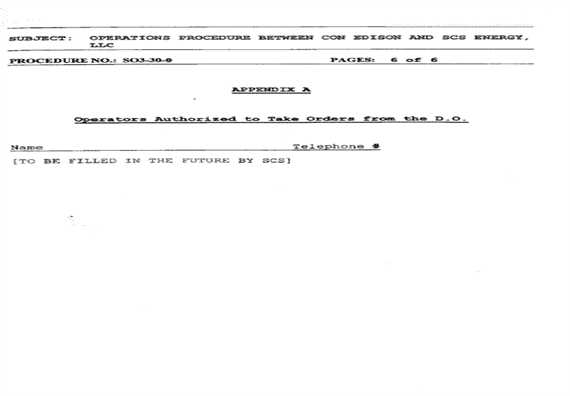 SUBJECT: OPERATIONS PROCEDURE BETWEEN CON EDISON AND SCS ENERGY,
LLC
PROCEDURE NO.: SO3-30-0 PAGES: 6 of 6
APPENDIX A
Operators Authorized to Take Orders from the D.O.
Name Telephone #
[TO BE FILLED IN THE FUTURE BY SCS]